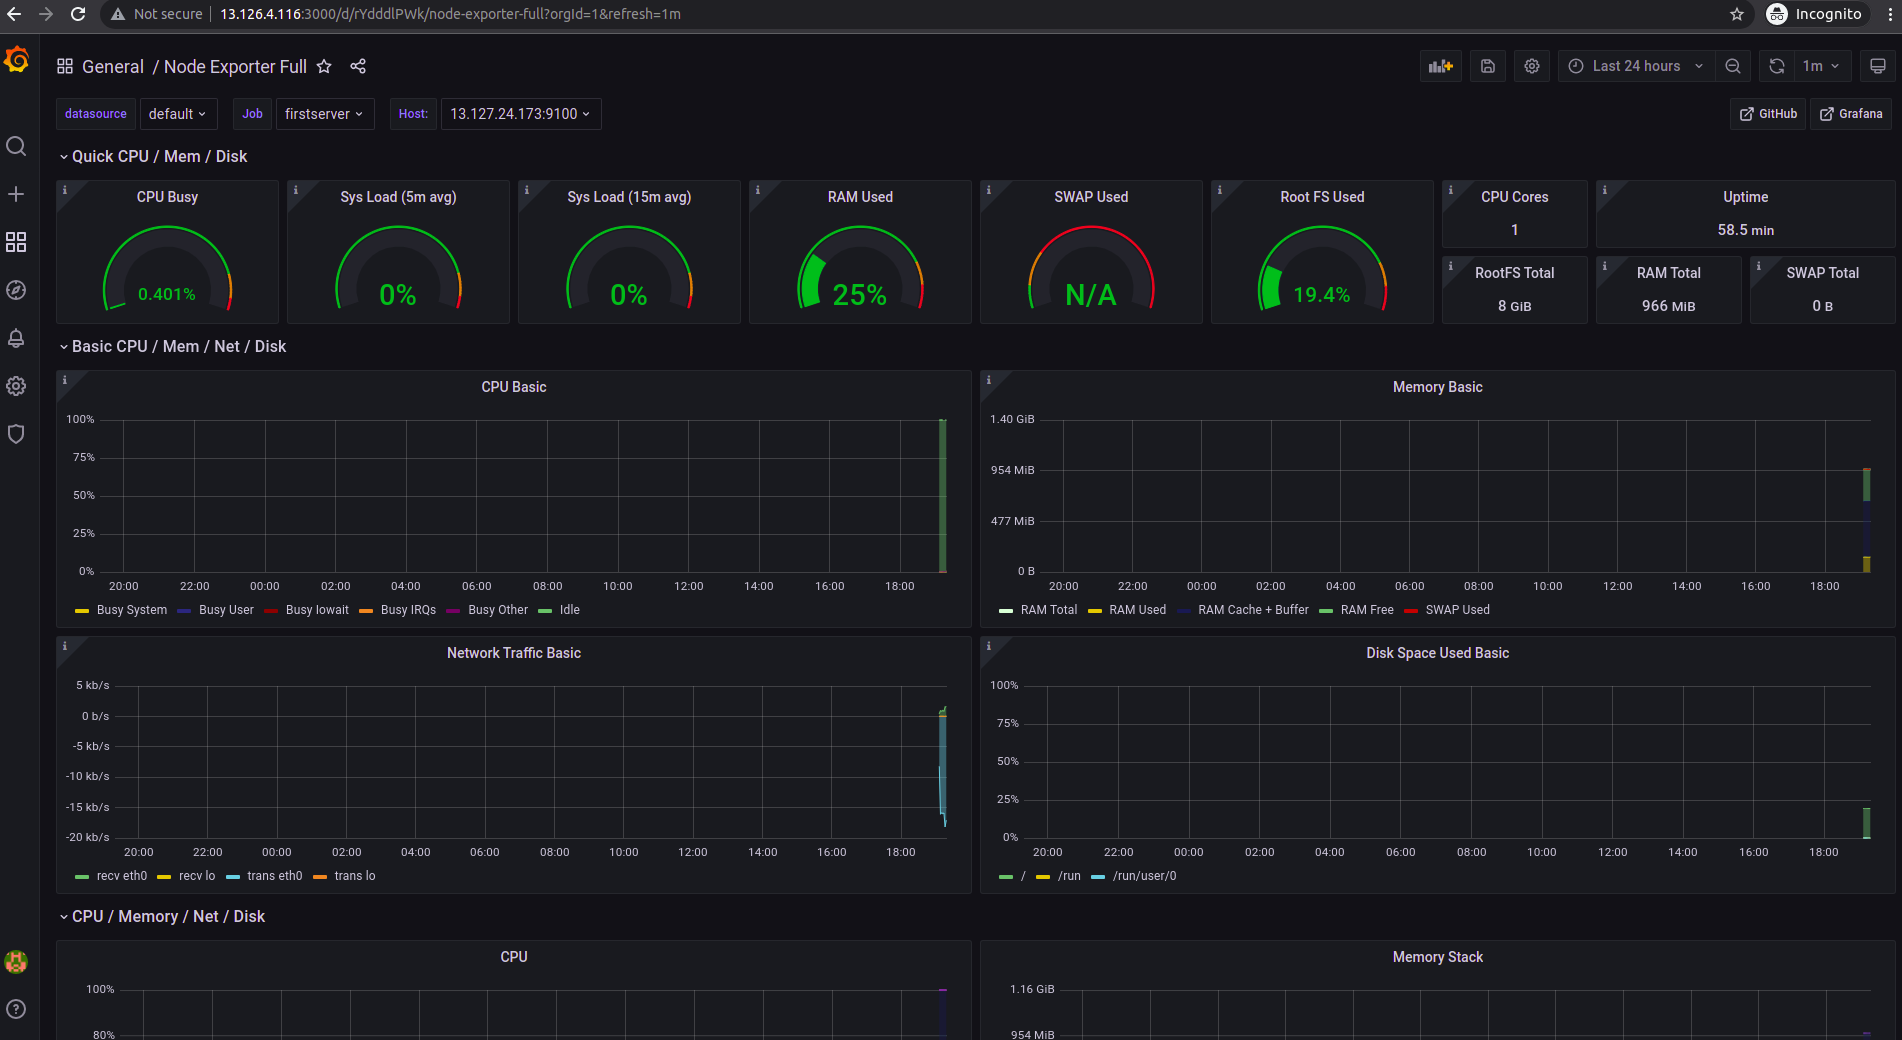 Not secure | 13.126.4.116:3000/d/rYdddlPWk/node-exporter-full?orgId=1&refresh=1m Incognito
General / Node Exporter Full Last 24 hours 1m
datasource default Job firstserver Host: 13.127.24.173:9100 GitHub Grafana
Quick CPU / Mem / Disk
CPU Busy Sys Load (5m avg) Sys Load (15m avg) RAM Used SWAP Used Root FS Used CPU Cores Uptime
1 58.5 min
RootFS Total RAM Total SWAP Total
0.401% 0% 0% 25% N/A 19.4% 8 GiB 966 MiB 0 B
Basic CPU / Mem / Net / Disk
CPU Basic
100%
75%
50%
25%
0%
20:00 22:00 00:00 02:00 04:00 06:00 08:00 10:00 12:00 14:00 16:00 18:00
Busy System Busy User Busy Iowait Busy IRQs Busy Other Idle
Memory Basic
1.40 GiB
954 MiB
477 MiB
0 B
20:00 22:00 00:00 02:00 04:00 06:00 08:00 10:00 12:00 14:00 16:00 18:00
RAM Total RAM Used RAM Cache + Buffer RAM Free SWAP Used
Network Traffic Basic
5 kb/s
0 b/s
-5 kb/s
-10 kb/s
-15 kb/s
-20 kb/s
20:00 22:00 00:00 02:00 04:00 06:00 08:00 10:00 12:00 14:00 16:00 18:00
recv eth0 recv lo trans eth0 trans lo
Disk Space Used Basic
100%
75%
50%
25%
0%
20:00 22:00 00:00 02:00 04:00 06:00 08:00 10:00 12:00 14:00 16:00 18:00
/ /run /run/user/0
CPU / Memory / Net / Disk
CPU
100%
80%
Memory Stack
1.16 GiB
954 MiB